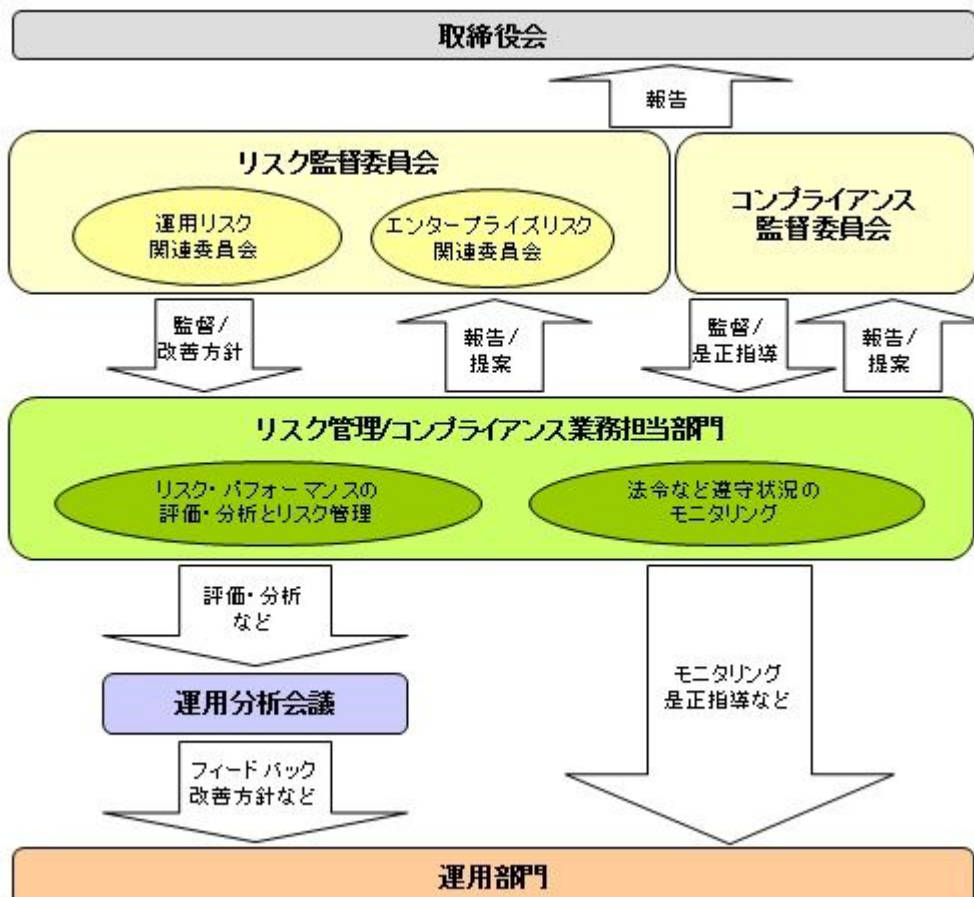 取締役会
報告
リスク監督委員会
運用リスク
関連委員会
エンタープライズリスク
関連委員会
コンプライアンス
監督委員会
監督/
改善方針
報告/
提案
監督/
是正指導
報告/
提案
リスク管理/コンプライアンス業務担当部門
リスク・パフォーマンスの
評価・分析とリスク管理
法令など遵守状況の
モニタリング
評価・分析
など
運用分析会議
モニタリング
是正指導など
フィードバック
改善方針など
運用部門